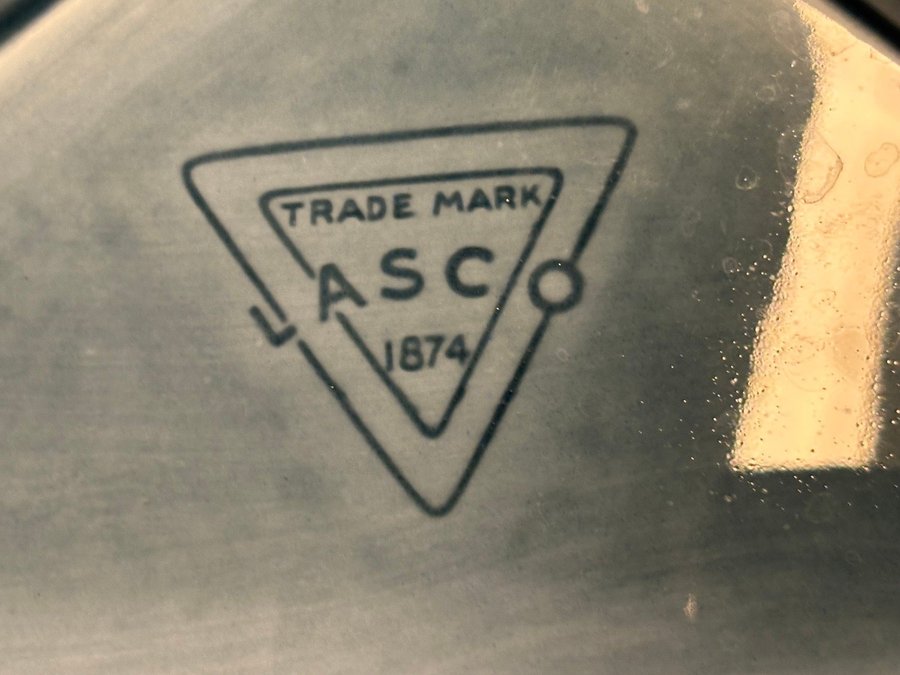 TRADE MARK
L ASC O
1874